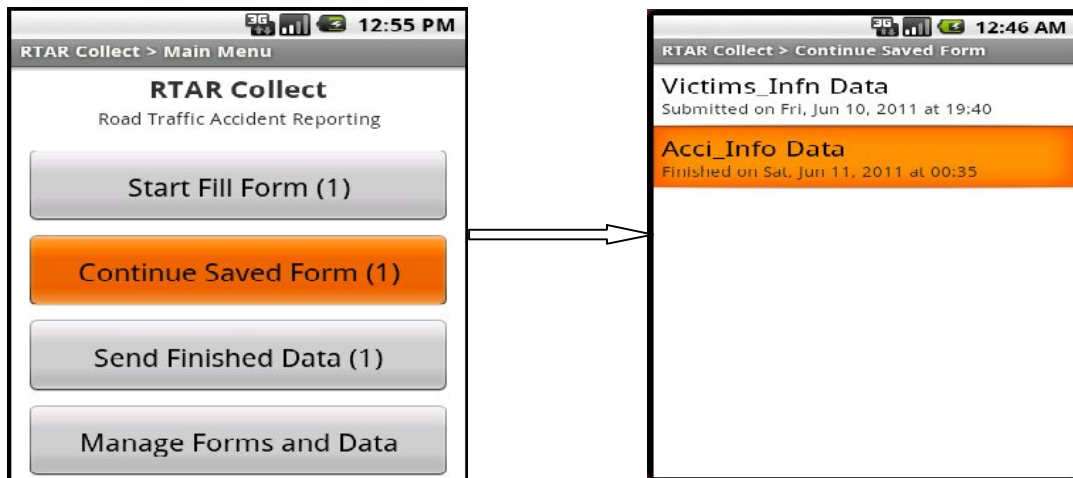 3G 12:55 PM
RTAR Collect > Main Menu
RTAR Collect
Road Traffic Accident Reporting
Start Fill Form (1)
Continue Saved Form (1)
Send Finished Data (1)
Manage Forms and Data
3G 12:46 AM
RTAR Collect > Continue Saved Form
Victims_Infn Data
Submitted on Fri, Jun 10, 2011 at 19:40
Acci_Info Data
Finished on Sat, Jun 11, 2011 at 00:35